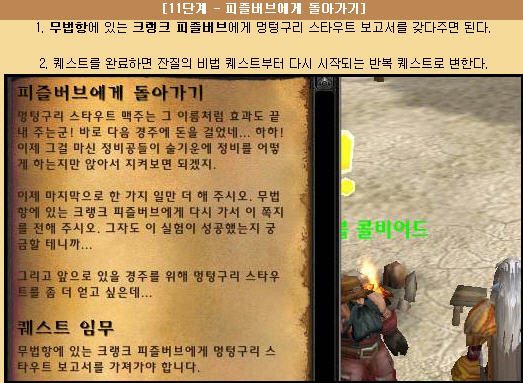 [11단계 - 피즐버브에게 돌아가기]
1. 무법항에 있는 크랭크 피즐버브에게 멍텅구리 스타우트 보고서를 갖다주면 된다.
2. 퀘스트를 완료하면 잔질의 비법 퀘스트부터 다시 시작되는 반복 퀘스트로 변한다.
피즐버브에게 돌아가기
멍텅구리 스타우트 맥주는 그 이름처럼 효과도 끝
내 주는군! 바로 다음 경주에 돈을 걸었네... 하하!
이제 그걸 마신 정비공들이 술기운에 정비를 어떻
게 하는지만 앉아서 지켜보면 되겠지.
이제 마지막으로 한 가지 일만 더 해 주시오. 무법
항에 있는 크랭크 피즐버브에게 다시 가서 이 쪽지
를 전해 주시오. 그자도 이 실험이 성공했는지 궁
금할 테니까...
그리고 앞으로 있을 경주를 위해 멍텅구리 스타우
트를 좀 더 얻고 싶은데...
퀘스트 임무
무법항에 있는 크랭크 피즐버브에게 멍텅구리 스
타우트 보고서를 가져가야 합니다.
콜비어드